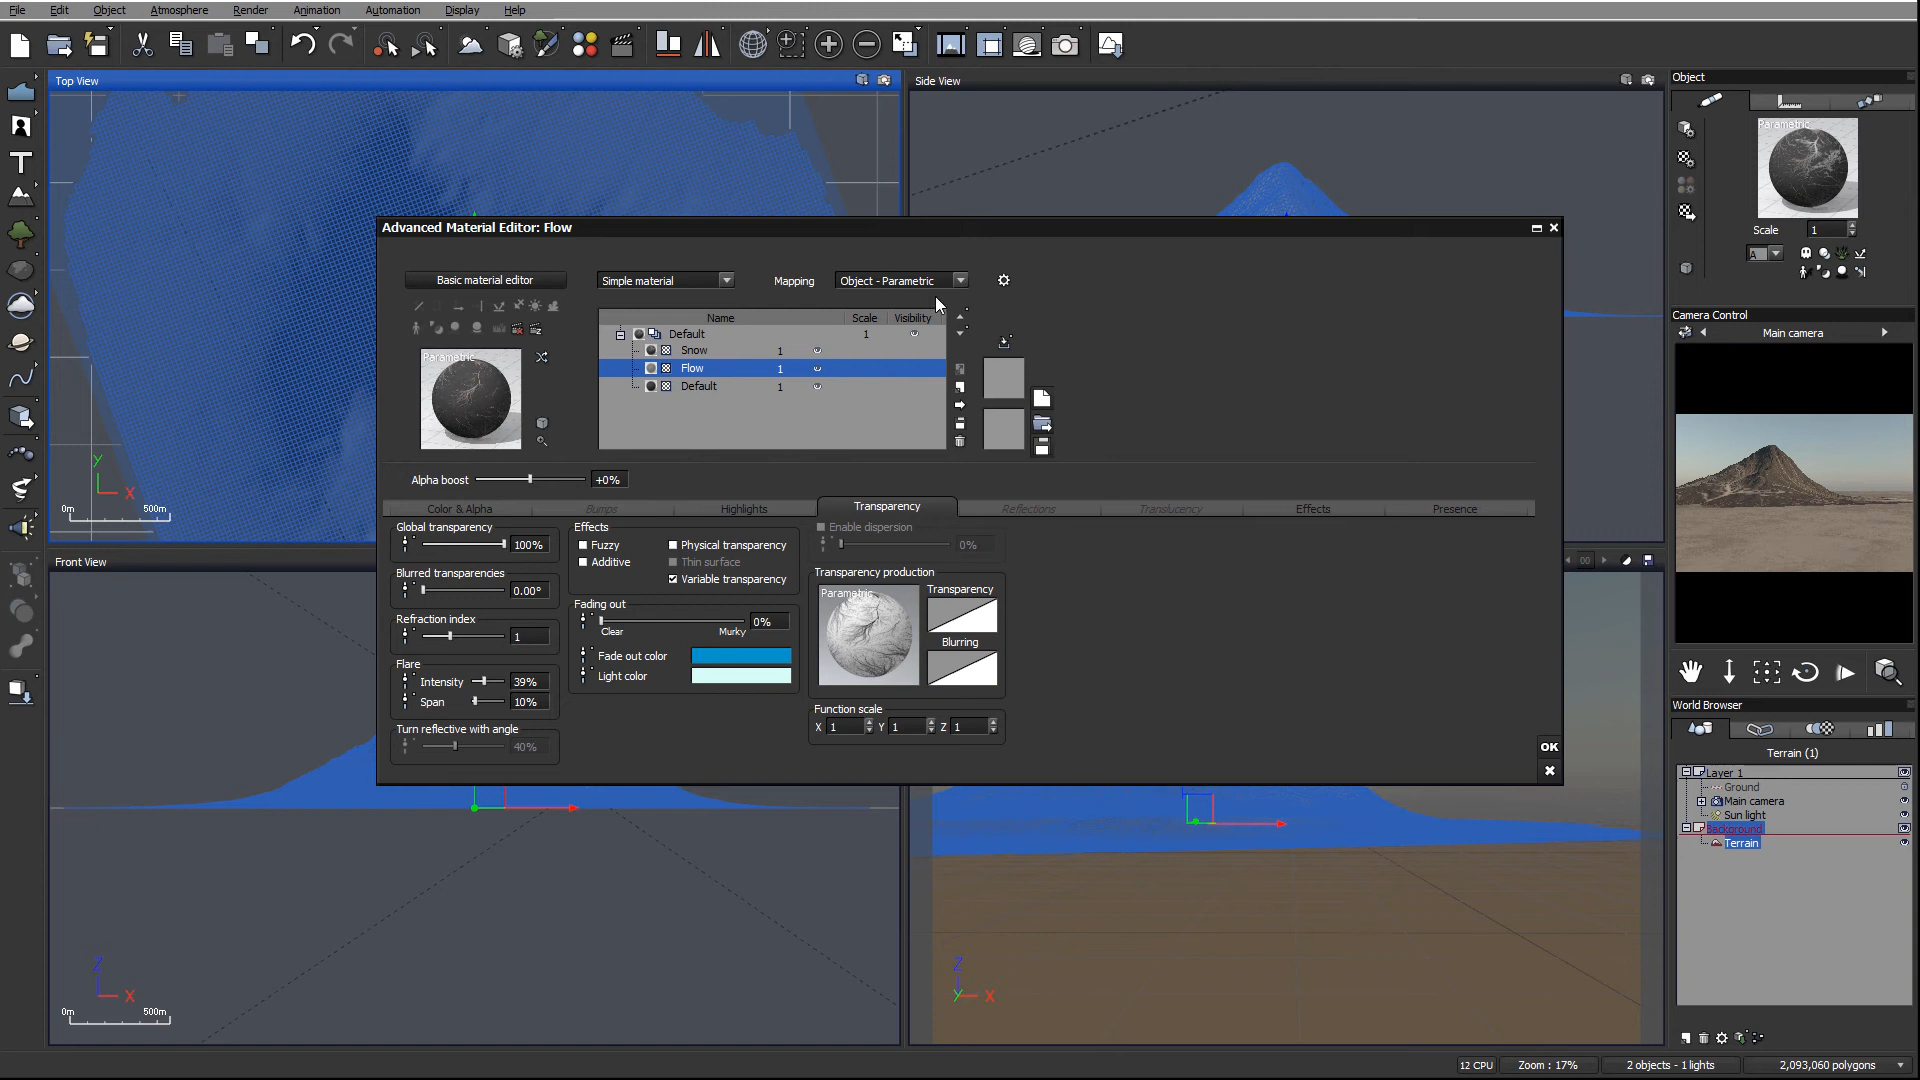 File Edit Object Atmosphere Render Animation Automation Display Help
Top View
Side View
Object
Parametric
Scale 1
A
Advanced Material Editor: Flow
Basic material editor
Simple material
Mapping
Object - Parametric
Name Scale Visibility
Default 1
Snow 1
Flow 1
Default 1
Parametric
Alpha boost +0%
Color & Alpha Bumps Highlights Transparency Reflections Translucency Effects Presence
Global transparency
100%
Blurred transparencies
0.00°
Refraction index
1
Flare
Intensity 39%
Span 10%
Turn reflective with angle
40%
Effects
Fuzzy
Physical transparency
Additive
Thin surface
Variable transparency
Fading out
0%
Clear Murky
Fade out color
Light color
Enable dispersion
0%
Transparency production
Parametric
Transparency
Blurring
Function scale
X 1 Y 1 Z 1
OK
Y
X
0m 500m
Front View
Z
X
0m 500m
00
Z
Y X
Camera Control
Main camera
World Browser
Terrain (1)
Layer 1
Ground
Main camera
Sun light
Background
Terrain
12 CPU
Zoom : 17%
2 objects - 1 lights
2,093,060 polygons